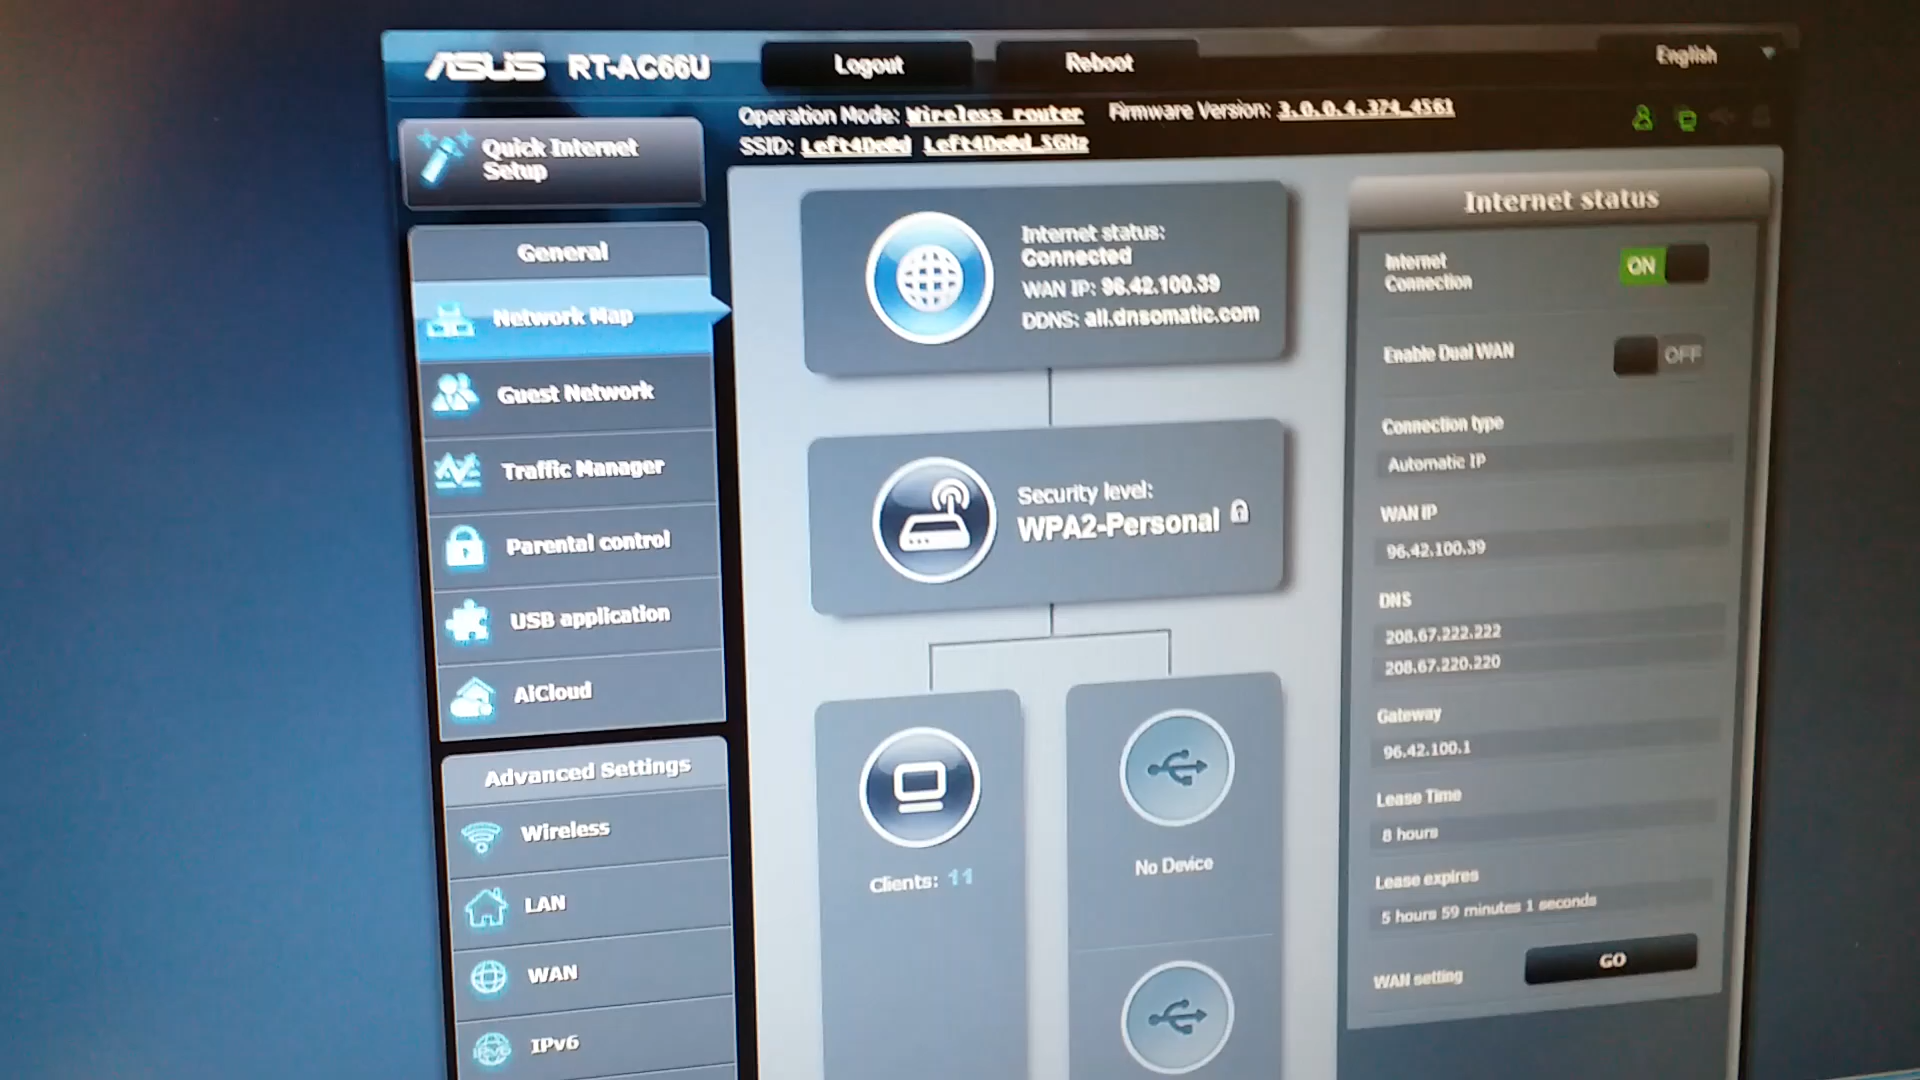 ASUS RT-AC66U
Logout
Reboot
English
Operation Mode: Wireless router Firmware Version: 3.0.0.4.374_4561
SSID: Left4De@d Left4De@d_5GHz
Quick Internet
Setup
General
Network Map
Guest Network
Traffic Manager
Parental control
USB application
AiCloud
Advanced Settings
Wireless
LAN
WAN
IPv6
IPv6
Internet status:
Connected
WAN IP: 96.42.100.39
DDNS: all.dnsomatic.com
Security level:
WPA2-Personal
Clients: 11
No Device
Internet status
Internet
Connection
ON
Enable Dual WAN
OFF
Connection type
Automatic IP
WAN IP
96.42.100.39
DNS
208.67.222.222
208.67.220.220
Gateway
96.42.100.1
Lease Time
8 hours
Lease expires
5 hours 59 minutes 1 seconds
WAN setting
GO